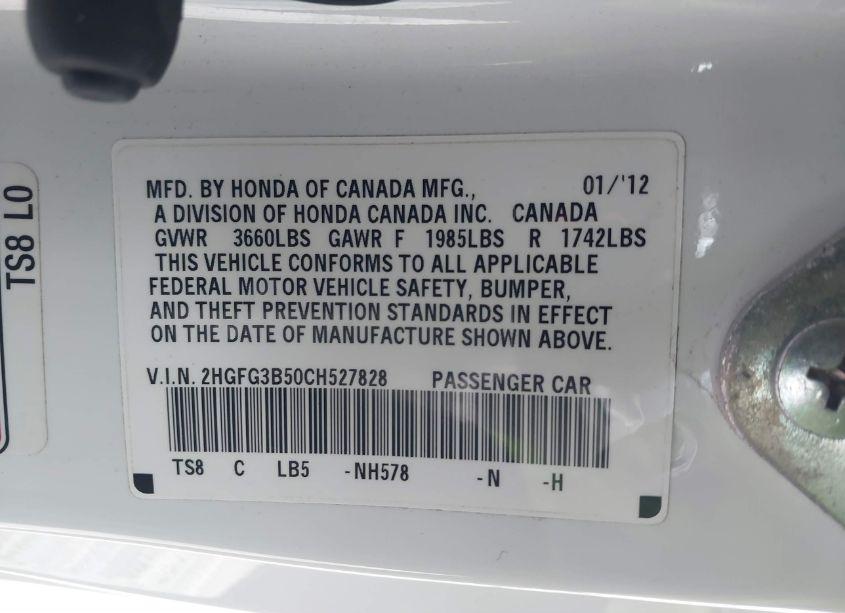 MFD. BY HONDA OF CANADA MFG., 01/'12
A DIVISION OF HONDA CANADA INC. CANADA
GVWR 3660LBS GAWR F 1985LBS R 1742LBS
THIS VEHICLE CONFORMS TO ALL APPLICABLE
FEDERAL MOTOR VEHICLE SAFETY, BUMPER,
AND THEFT PREVENTION STANDARDS IN EFFECT
ON THE DATE OF MANUFACTURE SHOWN ABOVE.
V.I.N. 2HGFG3B50CH527828 PASSENGER CAR
TS8 C LB5 -NH578 -N -H
TS8 L0